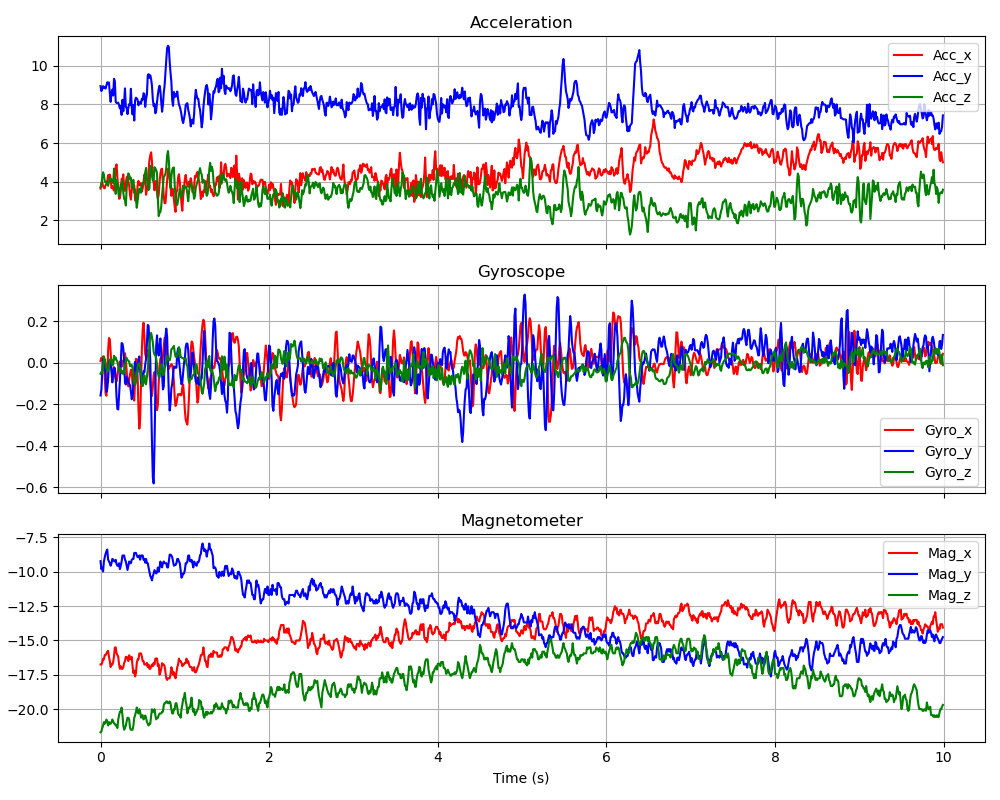 Acceleration
10
8
6
4
2
Acc_x
Acc_y
Acc_z
Gyroscope
0.2
0.0
−0.2
−0.4
−0.6
Gyro_x
Gyro_y
Gyro_z
Magnetometer
−7.5
−10.0
−12.5
−15.0
−17.5
−20.0
Mag_x
Mag_y
Mag_z
0 2 4 6 8 10
Time (s)